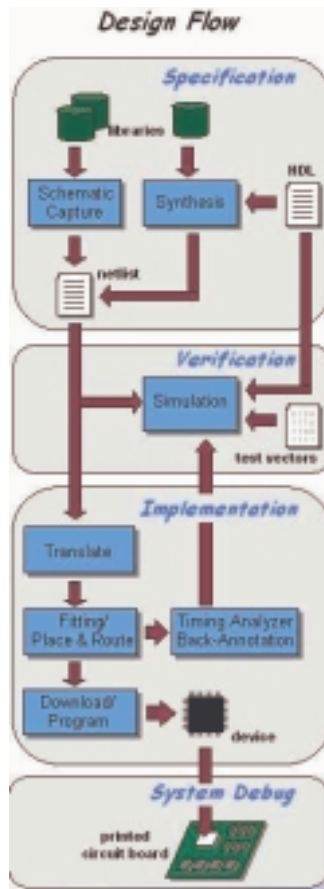 Design Flow
Specification
libraries
HDL
Schematic
Capture
Synthesis
netlist
Verification
Simulation
test vectors
Implementation
Translate
Fitting/
Place & Route
Timing Analyzer
Back-Annotation
Download/
Program
device
System Debug
printed
circuit board